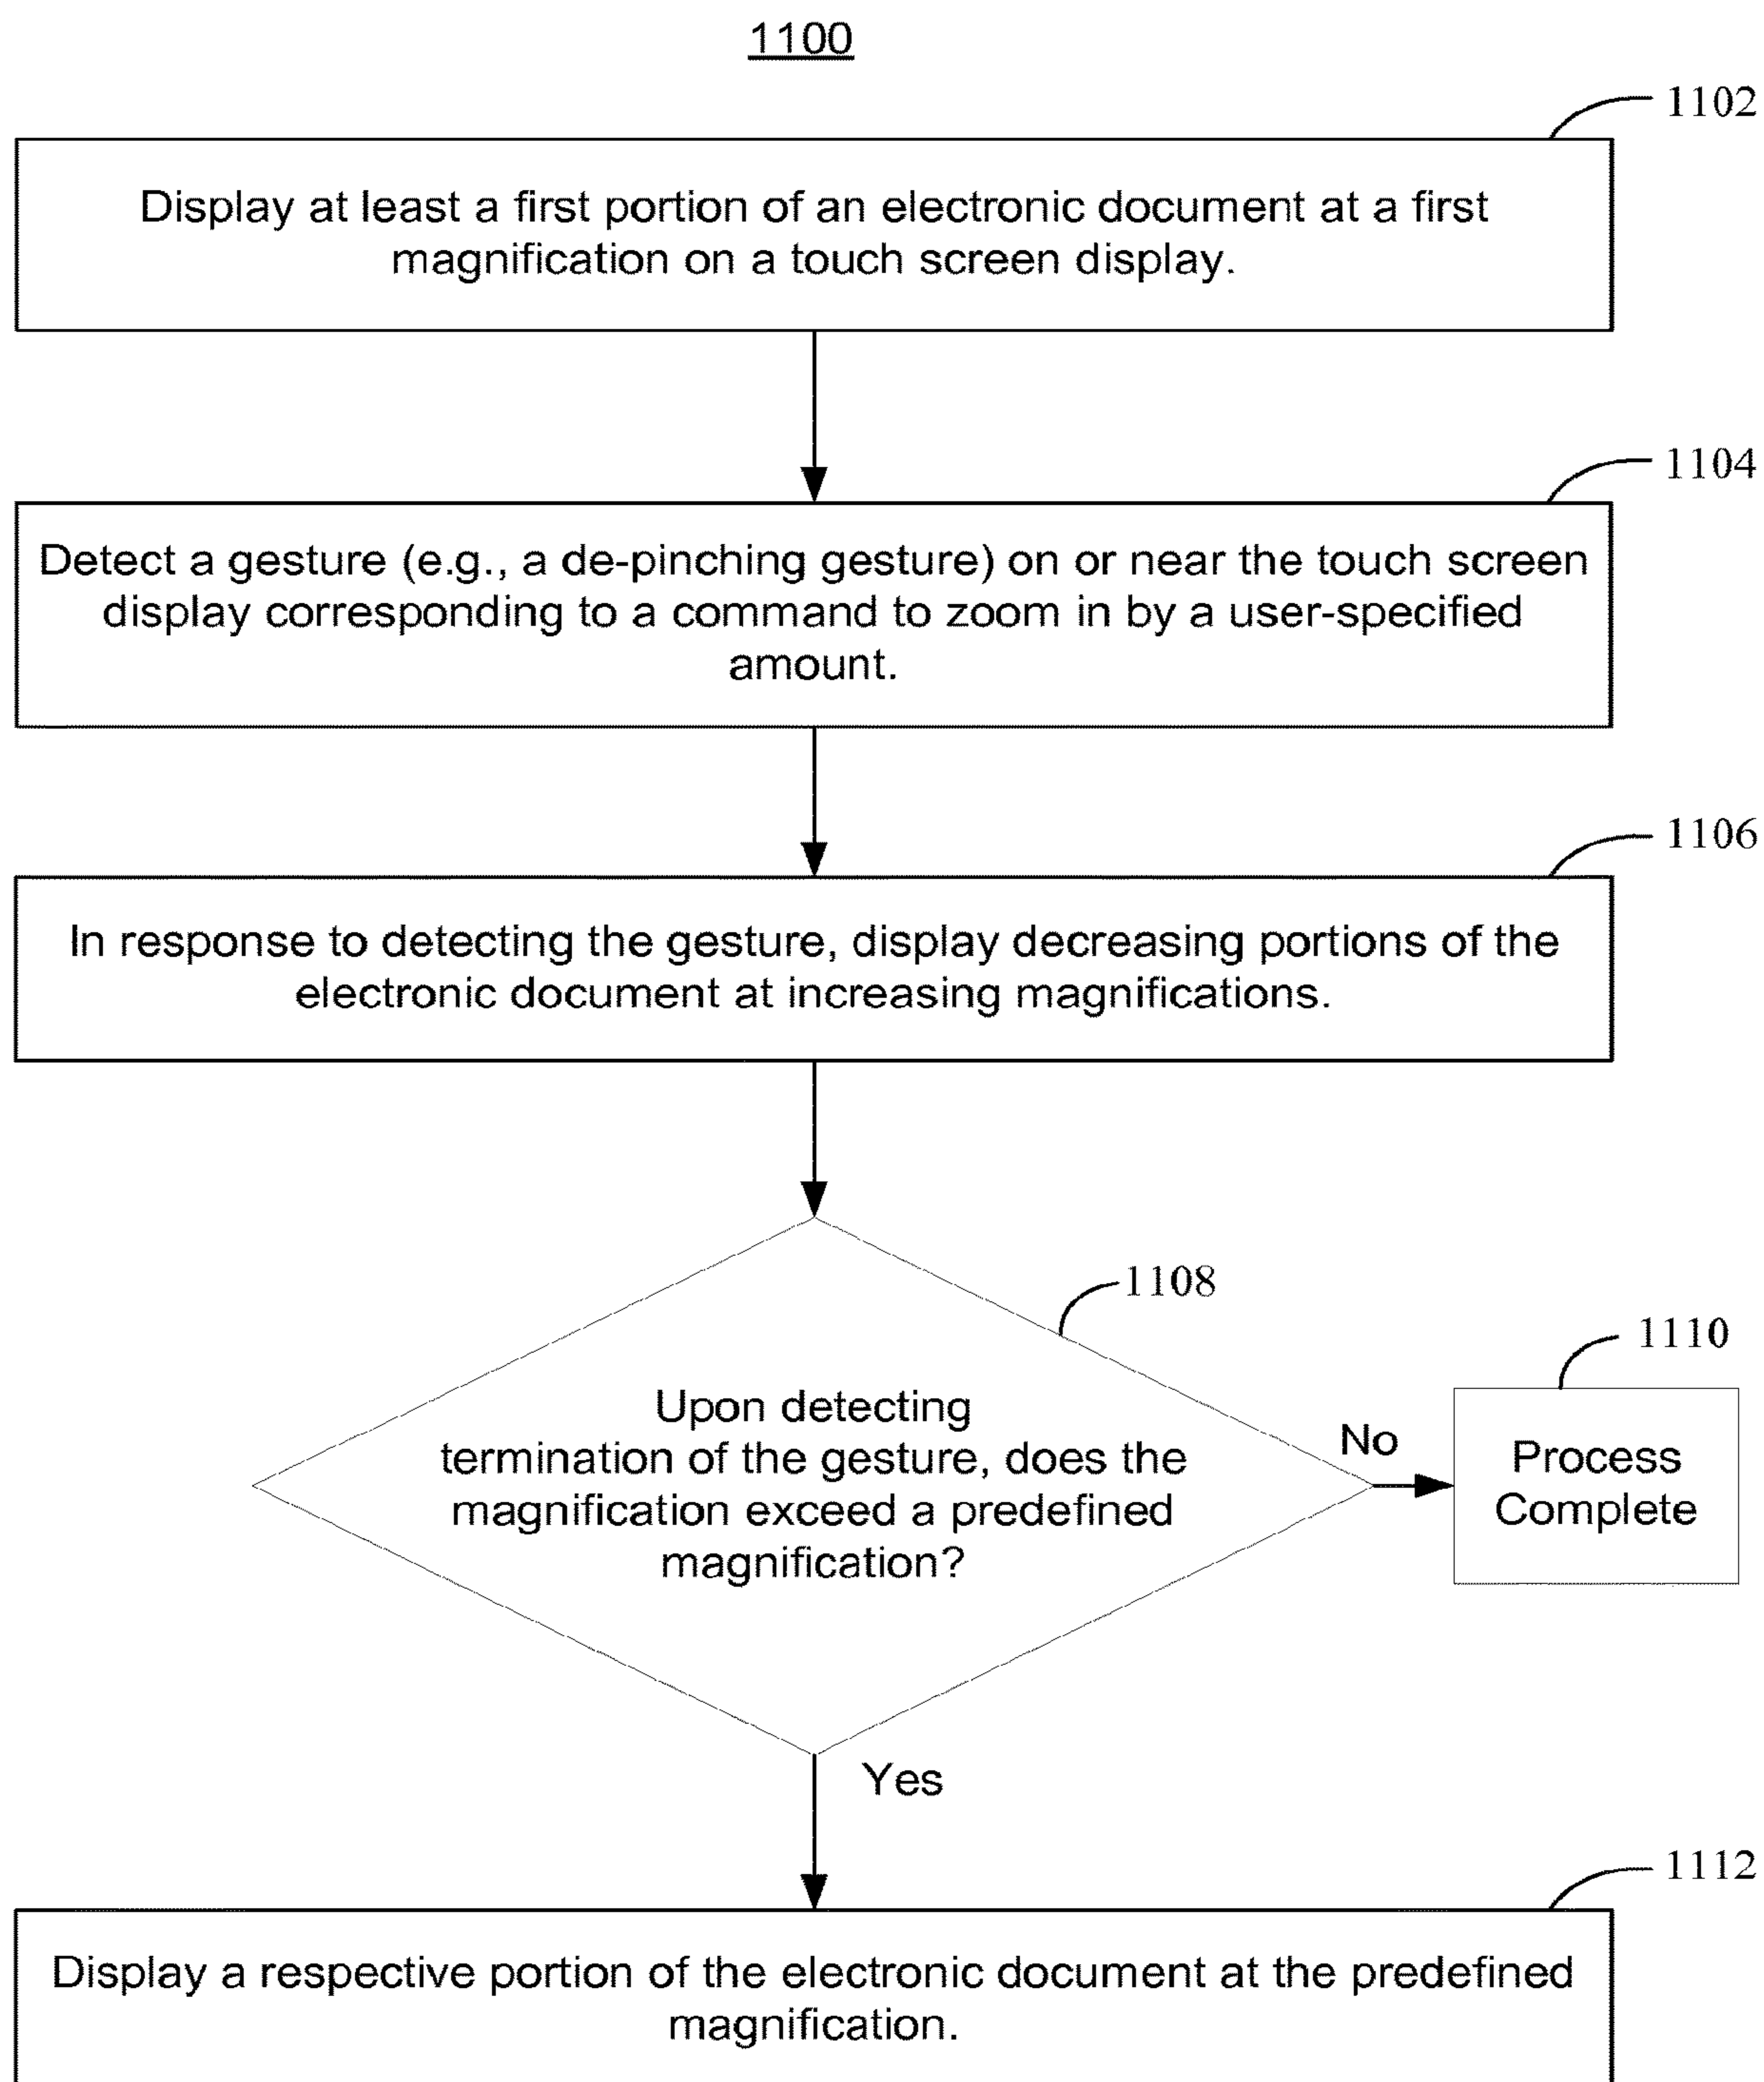 1100
1102
Display at least a first portion of an electronic document at a first
magnification on a touch screen display.
1104
Detect a gesture (e.g., a de-pinching gesture) on or near the touch screen
display corresponding to a command to zoom in by a user-specified
amount.
1106
In response to detecting the gesture, display decreasing portions of the
electronic document at increasing magnifications.
1108
Upon detecting
termination of the gesture, does the
magnification exceed a predefined
magnification?
No
1110
Process
Complete
Yes
1112
Display a respective portion of the electronic document at the predefined
magnification.